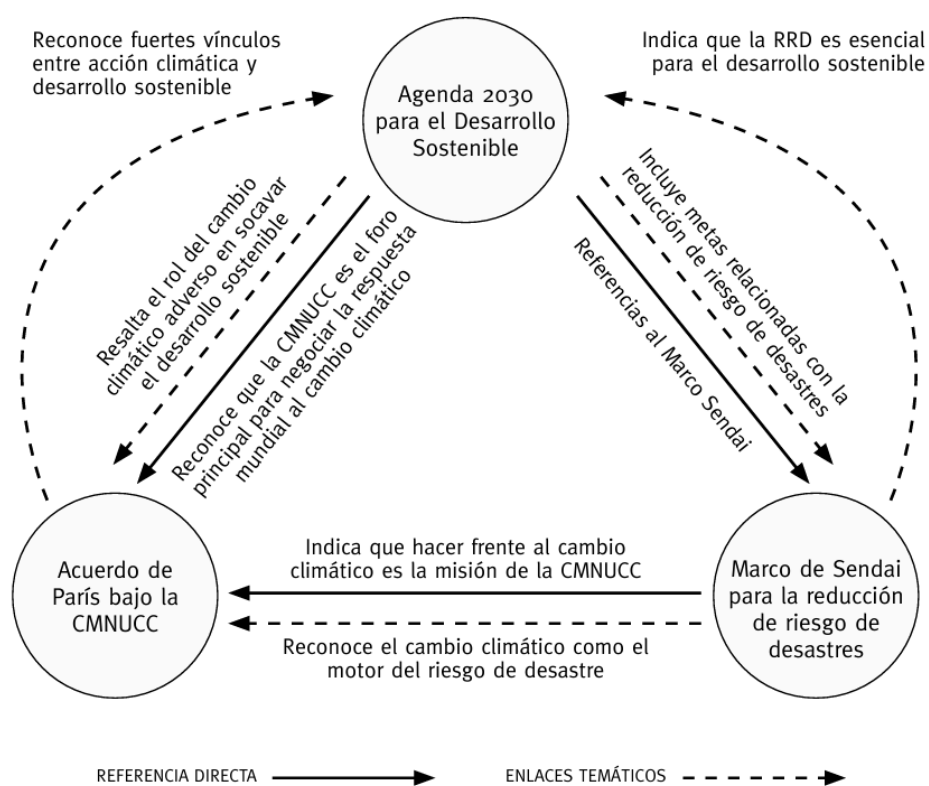 Reconoce fuertes vínculos
entre acción climática y
desarrollo sostenible
Agenda 2030
para el Desarrollo
Sostenible
Indica que la RRD es esencial
para el desarrollo sostenible
Resalta el rol del cambio
climático adverso en socavar
el desarrollo sostenible
Reconoce que la CMNUCC es el foro
principal para negociar la respuesta
mundial al cambio climático
Incluye metas relacionadas con la
reducción de riesgo de desastres
Referencias al Marco Sendai
Acuerdo de
París bajo la
CMNUCC
Indica que hacer frente al cambio
climático es la misión de la CMNUCC
Reconoce el cambio climático como el
motor del riesgo de desastre
Marco de Sendai
para la reducción
de riesgo de
desastres
REFERENCIA DIRECTA
ENLACES TEMÁTICOS